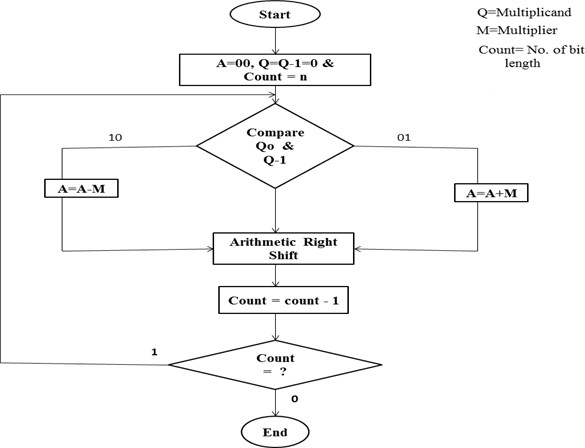 Start
Q=Multiplicand
M=Multiplier
Count= No. of bit
length
A=00, Q=Q-1=0 &
Count = n
10
Compare
Qo &
Q-1
01
A=A-M
A=A+M
Arithmetic Right
Shift
Count = count - 1
1
Count
= ?
0
End